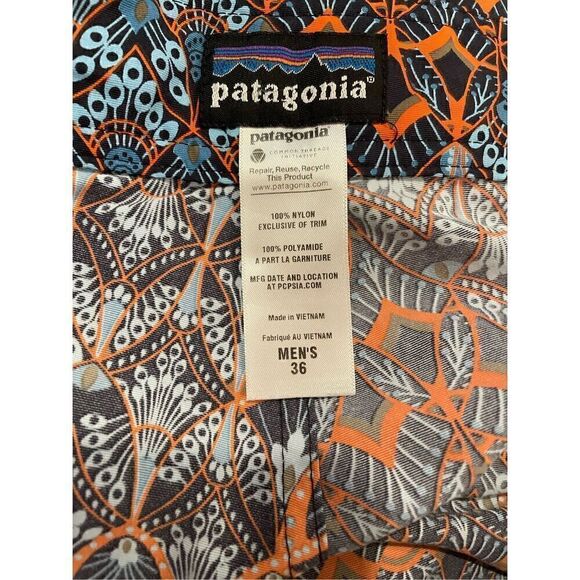 patagonia®
patagonia®
COMMON THREADS
INITIATIVE
Repair, Reuse, Recycle
This Product
www.patagonia.com
100% NYLON
EXCLUSIVE OF TRIM
100% POLYAMIDE
A PART LA GARNITURE
MFG DATE AND LOCATION
AT PCPSIA.COM
Made in VIETNAM
Fabriqué AU VIETNAM
MEN'S
36